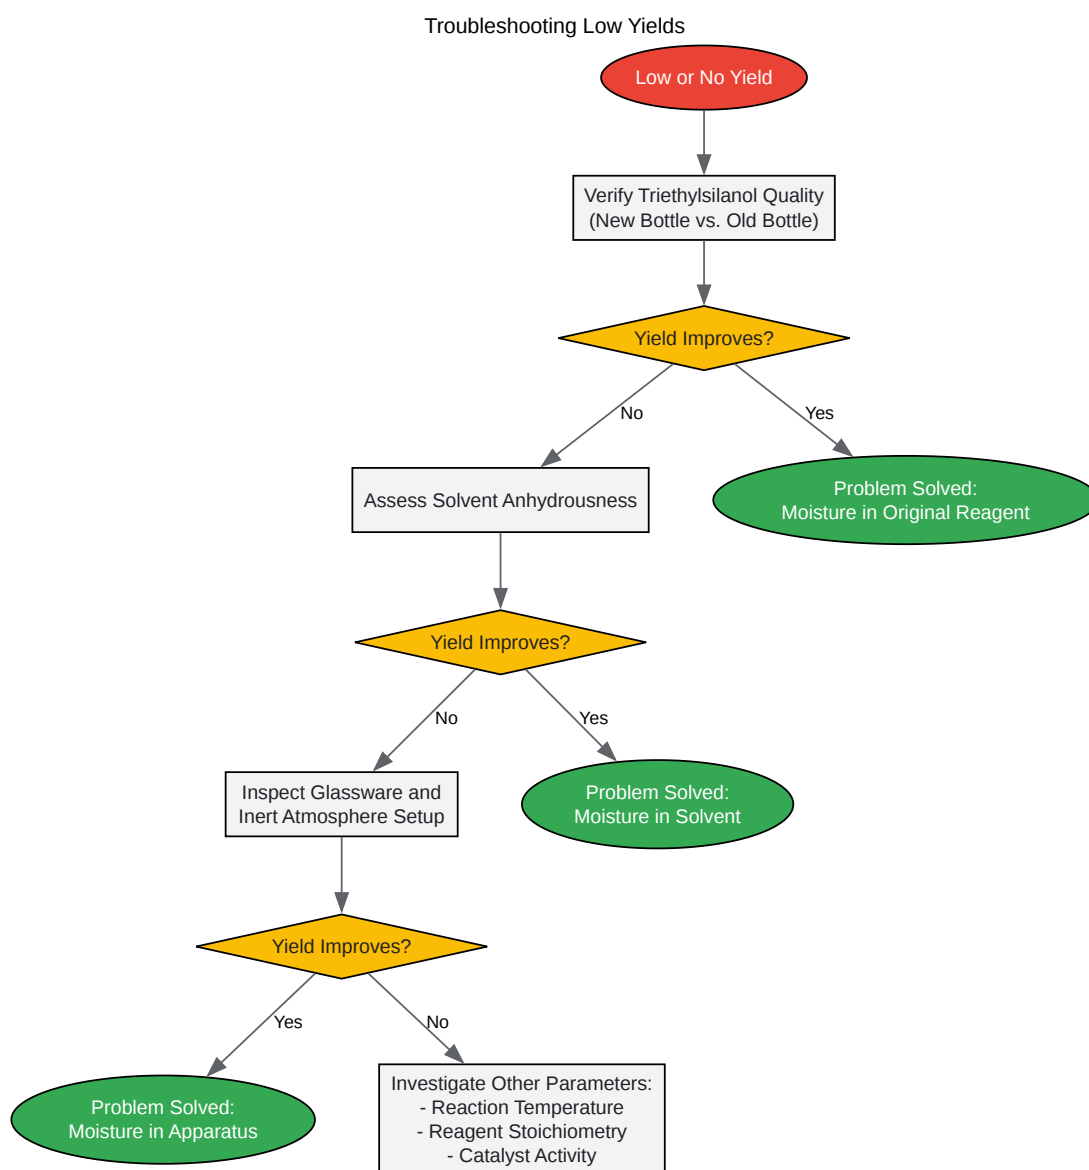 Troubleshooting Low Yields
Low or No Yield
Verify Triethylsilanol Quality
(New Bottle vs. Old Bottle)
Yield Improves?
No
Yes
Assess Solvent Anhydrousness
Problem Solved:
Moisture in Original Reagent
Yield Improves?
No
Yes
Inspect Glassware and
Inert Atmosphere Setup
Problem Solved:
Moisture in Solvent
Yield Improves?
Yes
No
Problem Solved:
Moisture in Apparatus
Investigate Other Parameters:
- Reaction Temperature
- Reagent Stoichiometry
- Catalyst Activity